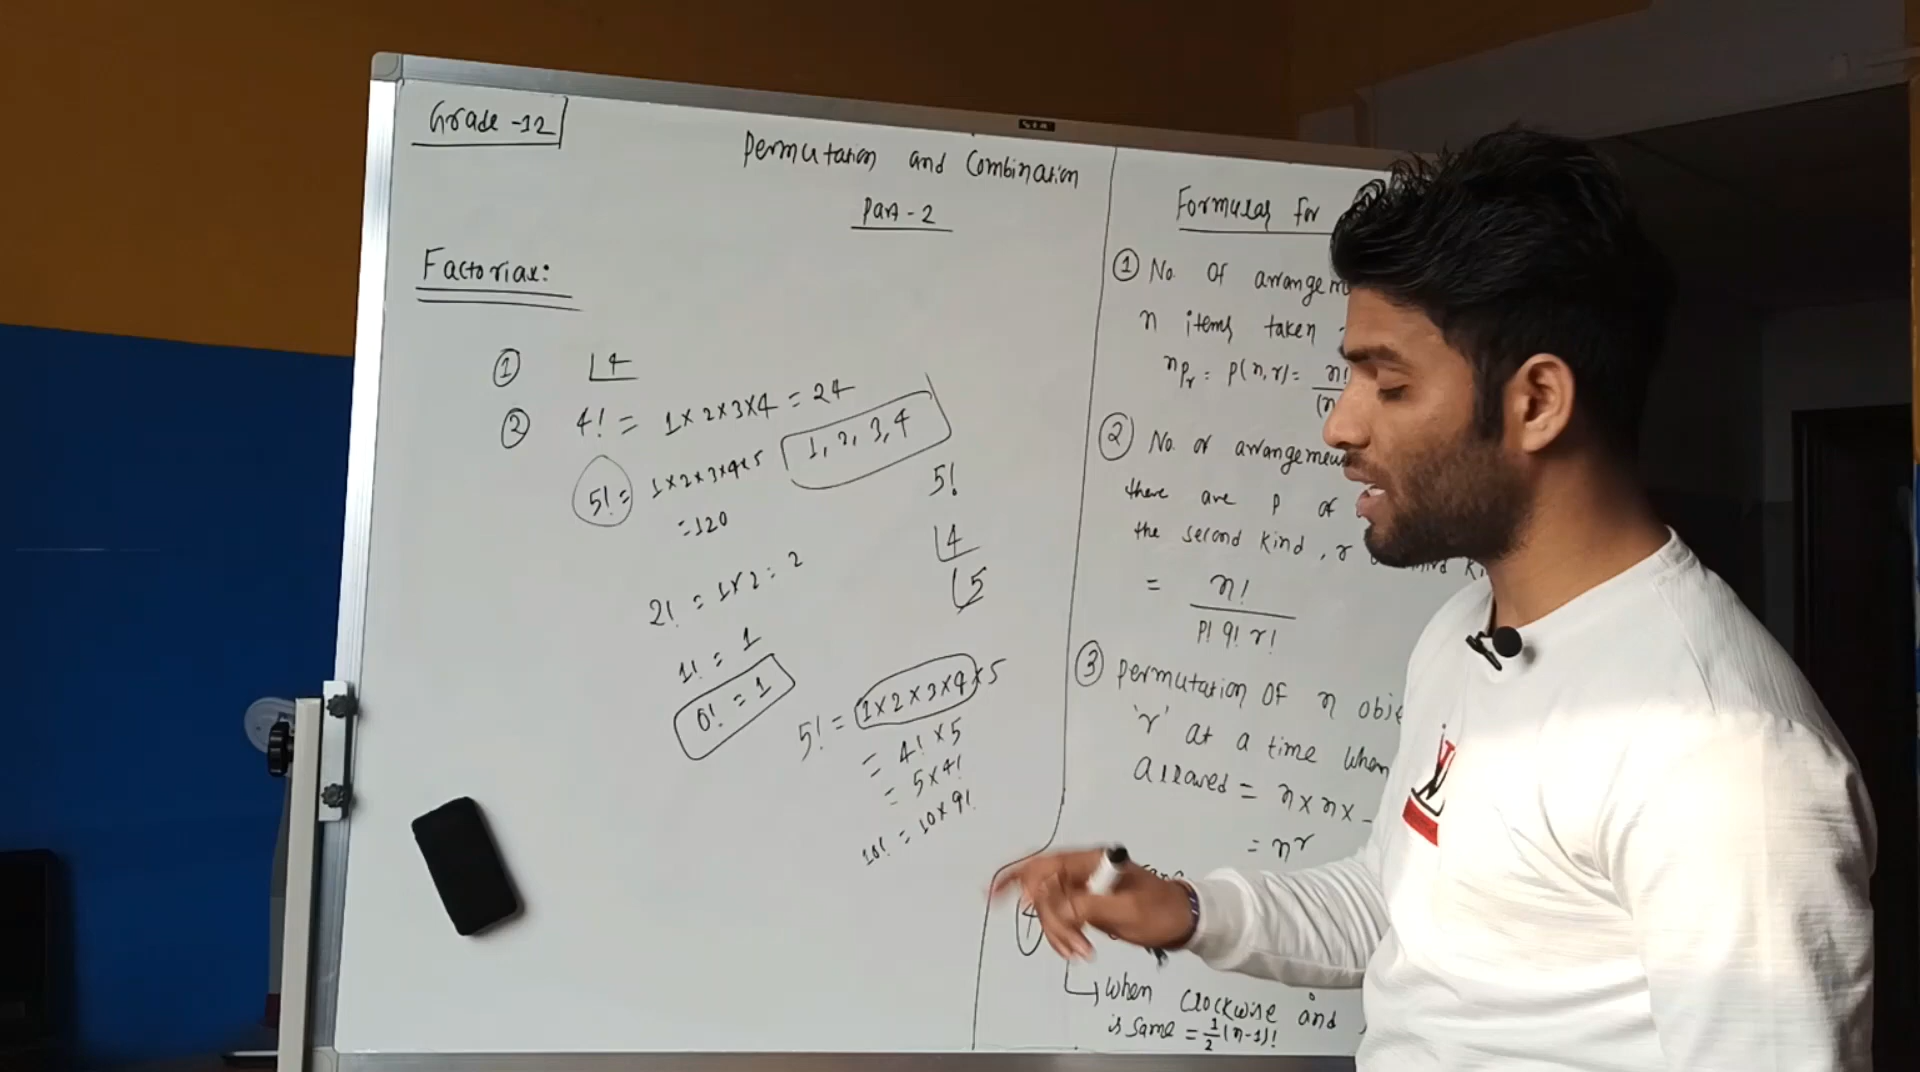 Grade-12
Permutation and Combination
Part-2
Factorial:
① |4
② 4! = 1×2×3×4 = 24
1, 2, 3, 4
5! = 1×2×3×4×5
=120
2! = 1×2 = 2
1! = 1
0! = 1
5!
|4
|5
5! = 1×2×3×4×5
= 4!×5
= 5×4!
10! = 10×9!
Formulas for
① No. of
n items taken
nPr = P(n,r) = n!
② No. of
there are p of
the second kind, r
= n!
p! q! r!
③ Permutation of n
'r' at a time when
allowed = n×n×-
= nr
④
↳ when clockwise and
is same = 1/2 (n-1)!